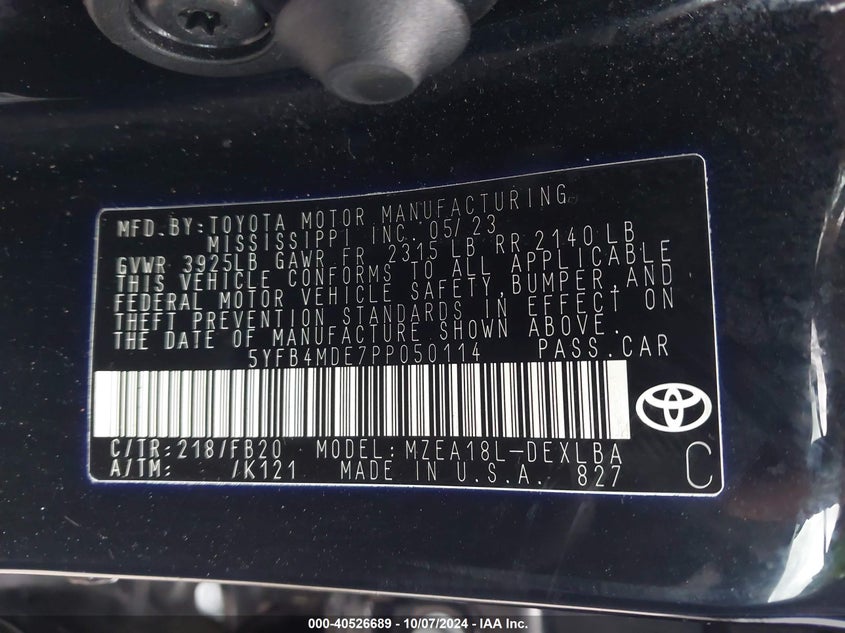 MFD.BY:TOYOTA MOTOR MANUFACTURING
MISSISSIPPI INC. 05/23
GVWR 3925LB GAWR FR 2315 LB RR 2140 LB
THIS VEHICLE CONFORMS TO ALL APPLICABLE
FEDERAL MOTOR VEHICLE SAFETY,BUMPER,AND
THEFT PREVENTION STANDARDS IN EFFECT ON
THE DATE OF MANUFACTURE SHOWN ABOVE.
5YFB4MDE7PP050114 PASS.CAR
C/TR:218/FB20 MODEL:MZEA18L-DEXLBA
A/TM: /K121 MADE IN U.S.A. 827 C
000-40526689 - 10/07/2024 - IAA Inc.